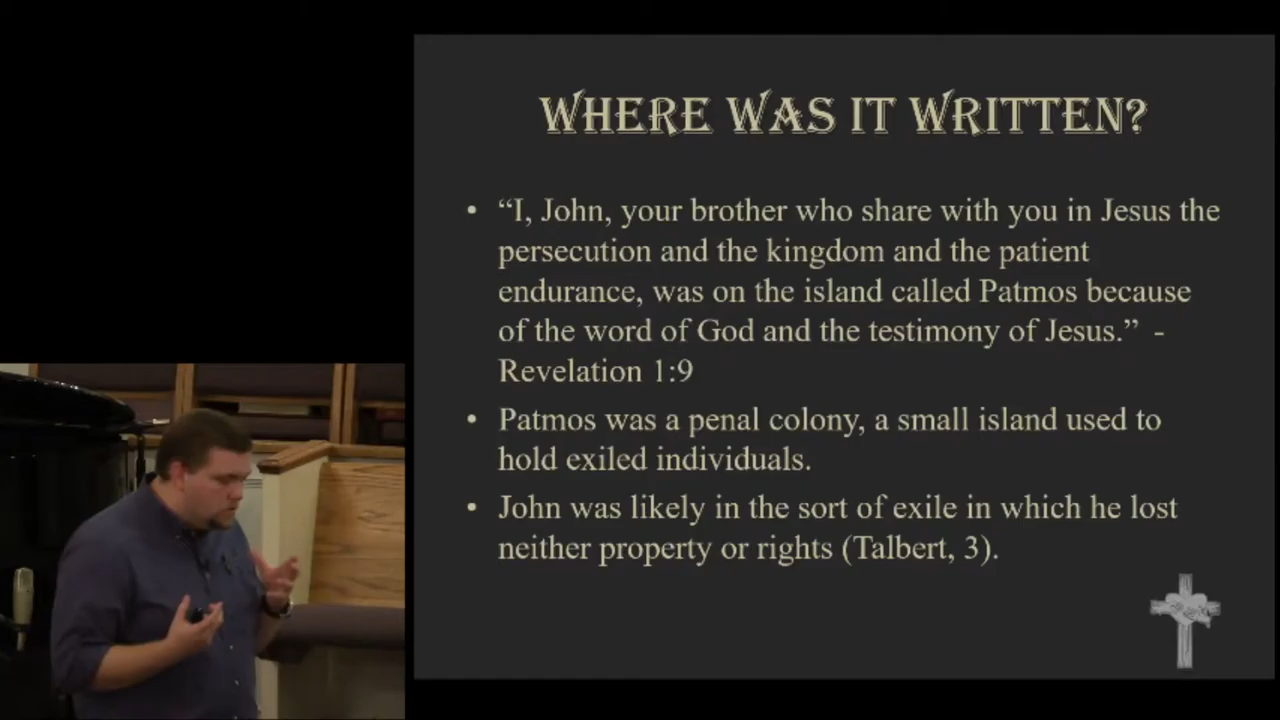 WHERE WAS IT WRITTEN?
• “I, John, your brother who share with you in Jesus the
persecution and the kingdom and the patient
endurance, was on the island called Patmos because
of the word of God and the testimony of Jesus.” -
Revelation 1:9
• Patmos was a penal colony, a small island used to
hold exiled individuals.
• John was likely in the sort of exile in which he lost
neither property or rights (Talbert, 3).